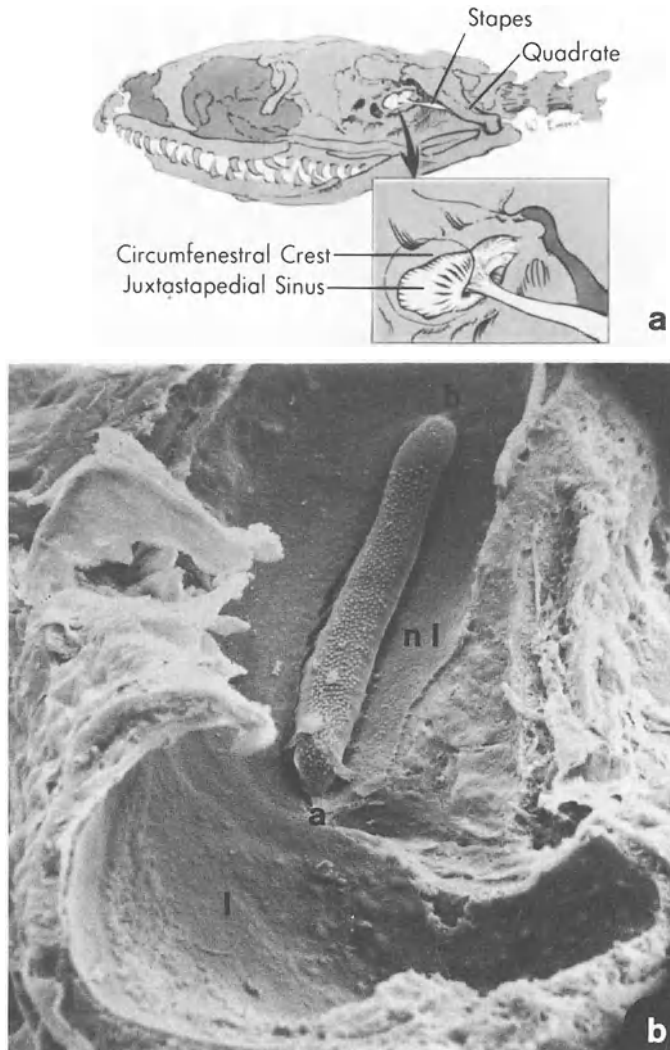 Stapes
Quadrate
Circumfenestral Crest
Juxtastapedial Sinus
a
b
n l
a
l
b